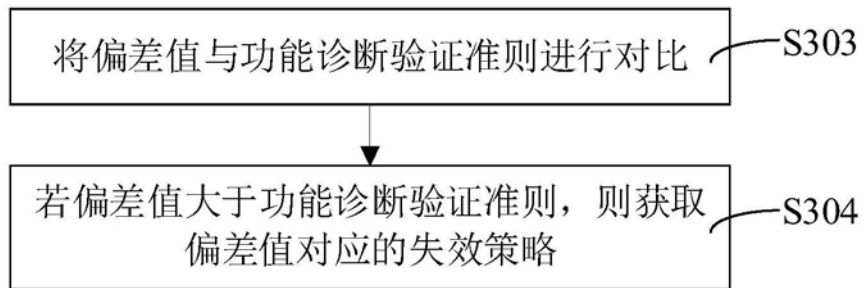 将偏差值与功能诊断验证准则进行对比
S303
若偏差值大于功能诊断验证准则，则获取
偏差值对应的失效策略
S304